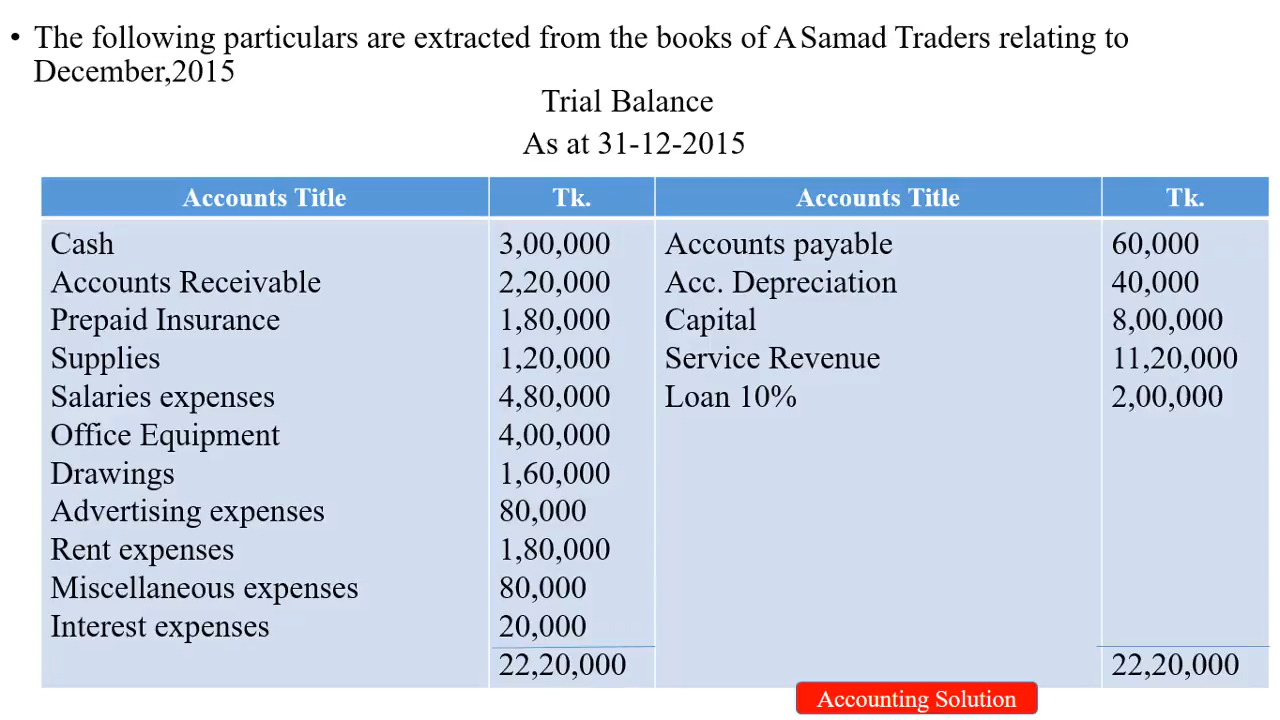 • The following particulars are extracted from the books of A Samad Traders relating to
December,2015
Trial Balance
As at 31-12-2015
Accounts Title Tk. Accounts Title Tk.
Cash 3,00,000 Accounts payable 60,000
Accounts Receivable 2,20,000 Acc. Depreciation 40,000
Prepaid Insurance 1,80,000 Capital 8,00,000
Supplies 1,20,000 Service Revenue 11,20,000
Salaries expenses 4,80,000 Loan 10% 2,00,000
Office Equipment 4,00,000
Drawings 1,60,000
Advertising expenses 80,000
Rent expenses 1,80,000
Miscellaneous expenses 80,000
Interest expenses 20,000
22,20,000 22,20,000
Accounting Solution